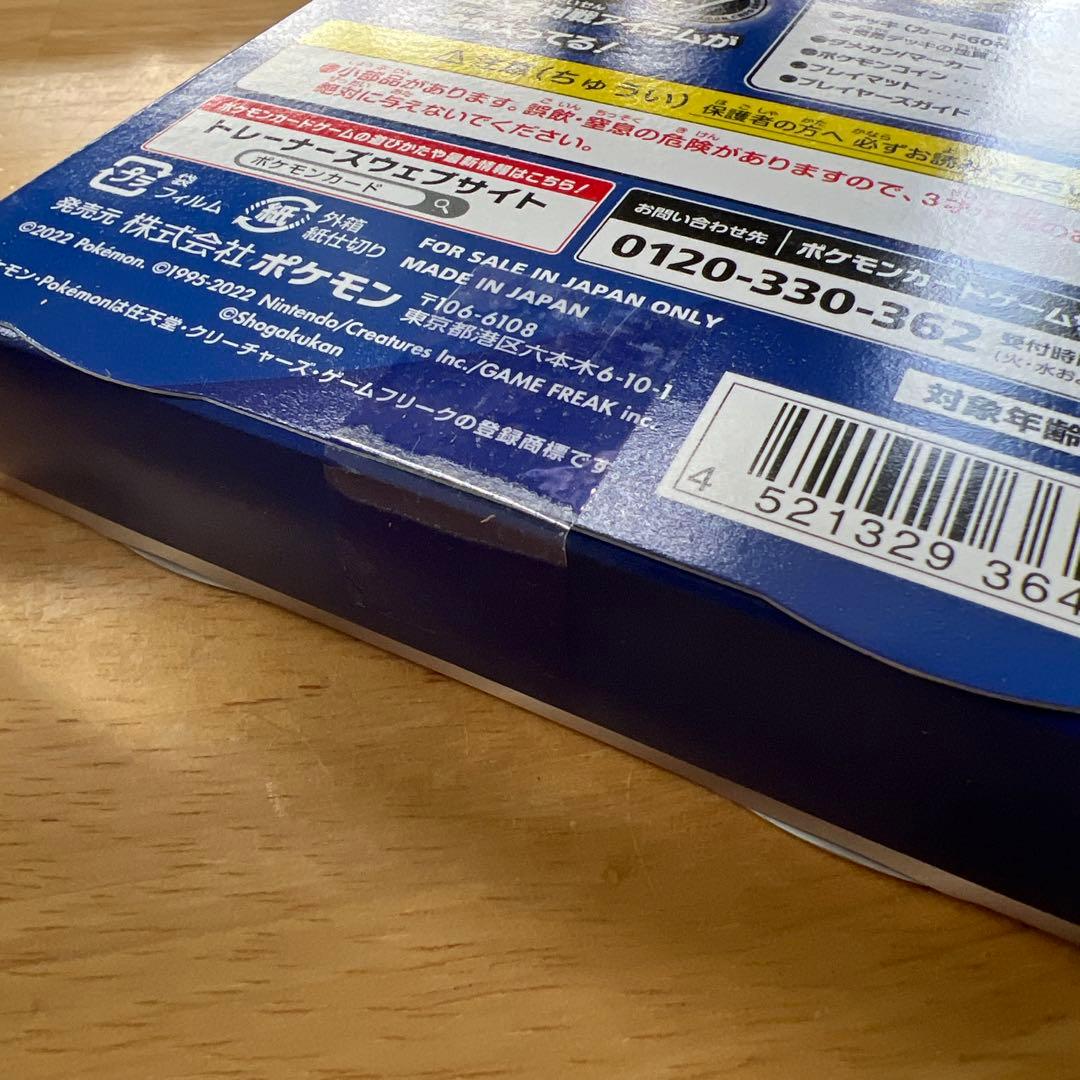 アイテムが
ってる!
デッキ(カード60枚
ダメカンマーカー
ポケモンコイン
プレイマット
プレイヤーズガイド
(ちゅうい) 保護者の方へ 必ずお読み
●小部品があります。誤飲・窒息の危険がありますので、3才
絶対に与えないでください。
ポケモンカードゲームの遊びかたや最新情報はこちら!
トレーナーズウェブサイト
ポケモンカード
プラ
袋
フィルム
紙
外箱
紙仕切り
お問い合わせ先 ポケモンカードゲーム
0120-330-362
受付時
(火・水お
FOR SALE IN JAPAN ONLY
MADE IN JAPAN
発売元 株式会社 ポケモン
〒106-6108
東京都港区六本木6-10-1
©2022 Pokémon. ©1995-2022 Nintendo/Creatures Inc./GAME FREAK inc.
©Shogakukan
モン・Pokémonは任天堂・クリーチャーズ・ゲームフリークの登録商標です
対象年齢
4 521329 364